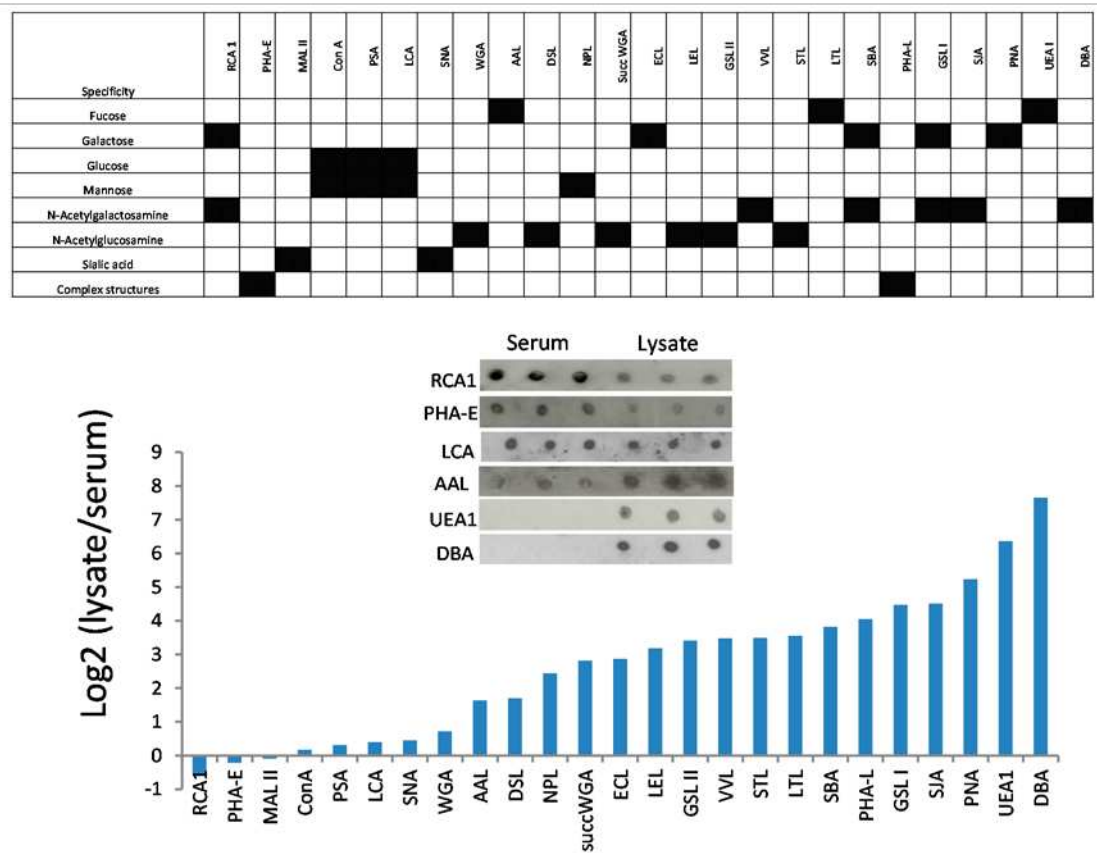 RCA 1 PHA-E MAL II Con A PSA LCA SNA WGA AAL DSL NPL Succ WGA ECL LEL GSL II VVL STL LTL SBA PHA-L GSL I SJA PNA UEA I DBA
Specificity
Fucose
Galactose
Glucose
Mannose
N-Acetylgalactosamine
N-Acetylglucosamine
Sialic acid
Complex structures
Serum Lysate
RCA1
PHA-E
LCA
AAL
UEA1
DBA
Log2 (lysate/serum)
9
8
7
6
5
4
3
2
1
0
-1
RCA1 PHA-E MAL II ConA PSA LCA SNA WGA AAL DSL NPL succWGA ECL LEL GSL II VVL STL LTL SBA PHA-L GSL I SJA PNA UEA1 DBA